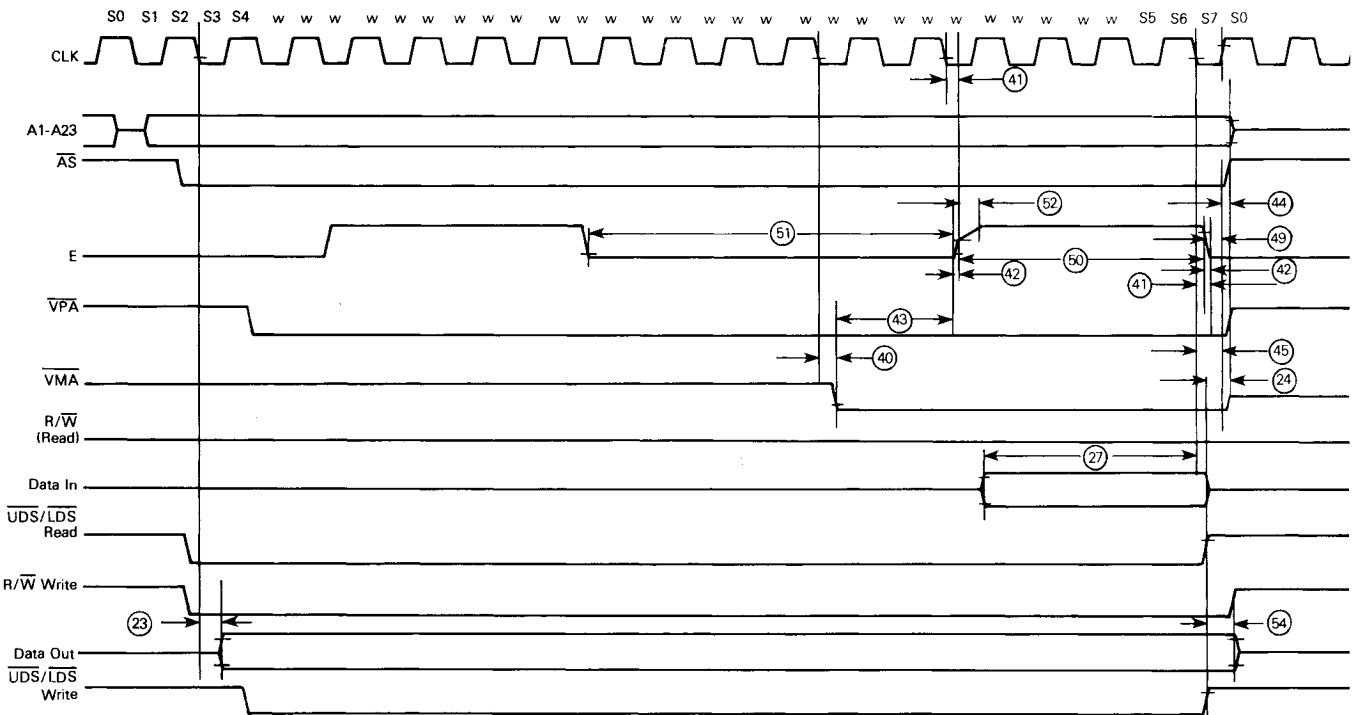 S0 S1 S2 S3 S4 w w w w w w w w w w w w w w w w w w w w w w w w w w w w S5 S6 S7 S0
CLK
41
A1-A23
AS
52
44
51
49
E
50
42
42
41
VPA
43
45
40
VMA
24
R/W
(Read)
27
Data In
UDS/LDS
Read
R/W Write
23
54
Data Out
UDS/LDS
Write